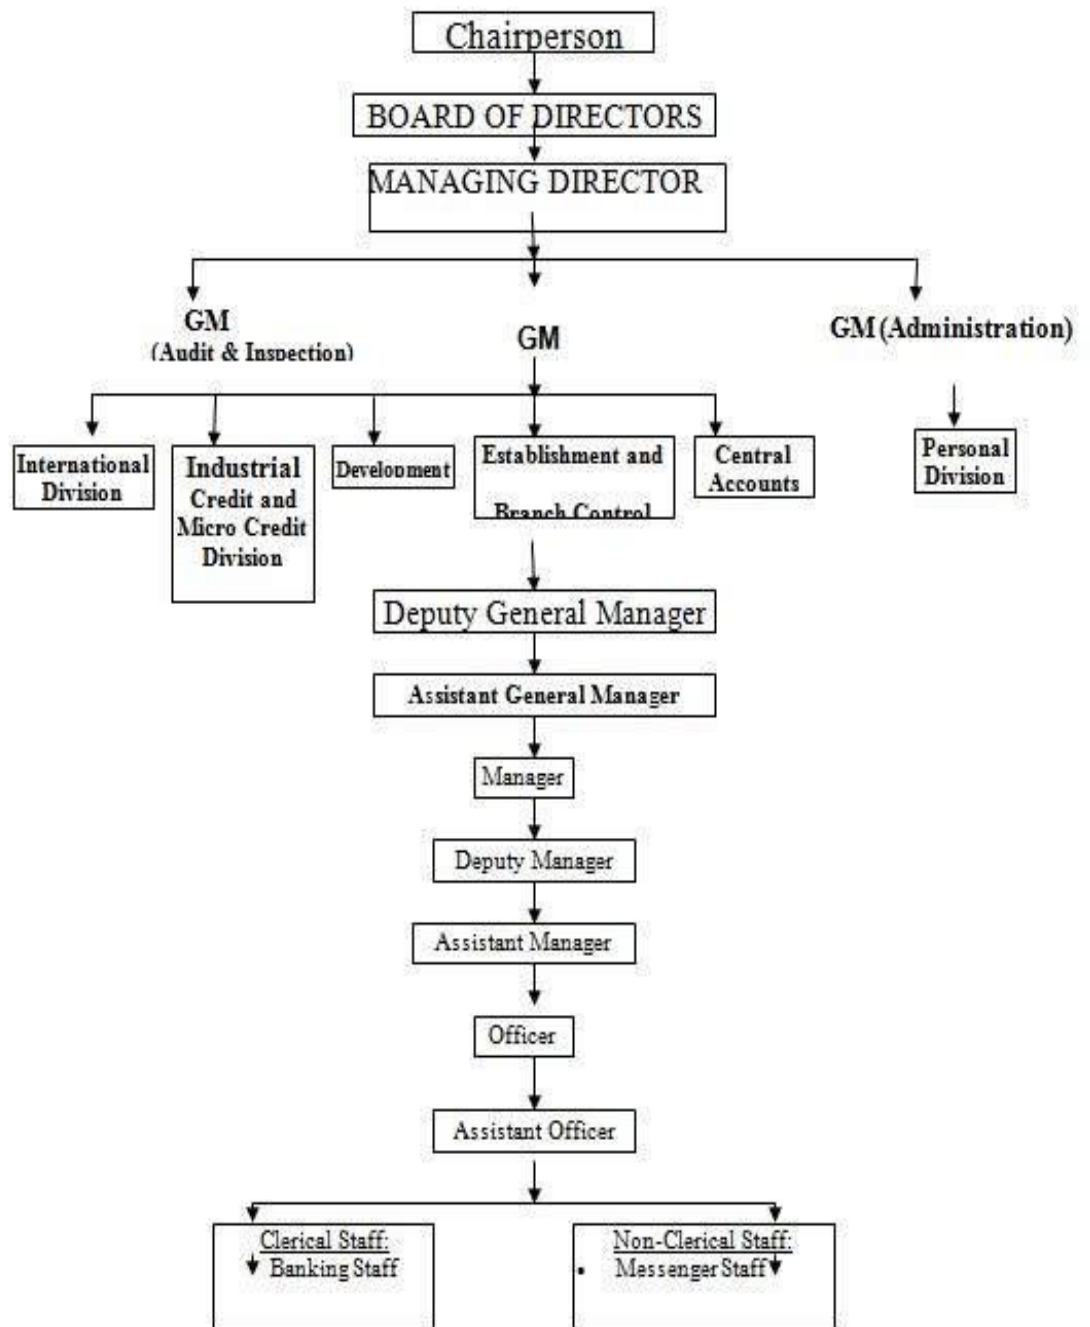 Chairperson
BOARD OF DIRECTORS
MANAGING DIRECTOR
GM
(Audit & Inspection)
GM
GM (Administration)
International
Division
Industrial
Credit and
Micro Credit
Division
Development
Establishment and
Branch Control
Central
Accounts
Personal
Division
Deputy General Manager
Assistant General Manager
Manager
Deputy Manager
Assistant Manager
Officer
Assistant Officer
Clerical Staff:
Banking Staff
Non-Clerical Staff:
• Messenger Staff